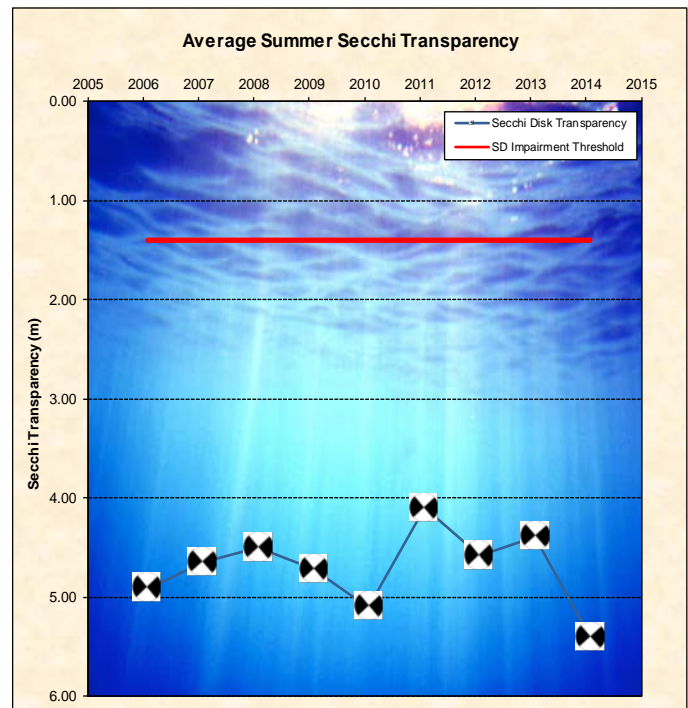 Average Summer Secchi Transparency
2005 2006 2007 2008 2009 2010 2011 2012 2013 2014 2015
0.00
Secchi Disk Transparency
SD Impairment Threshold
1.00
2.00
3.00
4.00
5.00
6.00
Secchi Transparency (m)